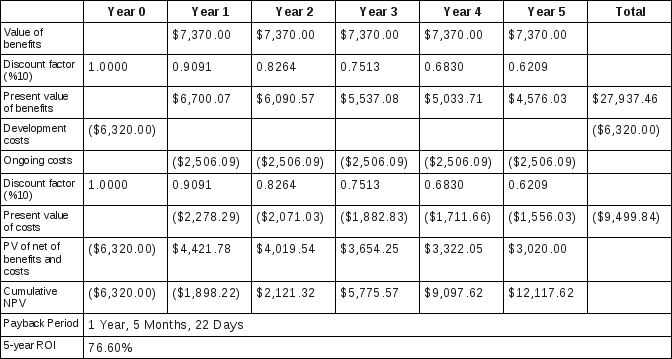 Year 0 Year 1 Year 2 Year 3 Year 4 Year 5 Total
Value of
benefits
$7,370.00 $7,370.00 $7,370.00 $7,370.00 $7,370.00
Discount factor
(%10)
1.0000 0.9091 0.8264 0.7513 0.6830 0.6209
Present value
of benefits
$6,700.07 $6,090.57 $5,537.08 $5,033.71 $4,576.03 $27,937.46
Development
costs
($6,320.00) ($6,320.00)
Ongoing costs ($2,506.09) ($2,506.09) ($2,506.09) ($2,506.09) ($2,506.09)
Discount factor
(%10)
1.0000 0.9091 0.8264 0.7513 0.6830 0.6209
Present value
of costs
($2,278.29) ($2,071.03) ($1,882.83) ($1,711.66) ($1,556.03) ($9,499.84)
PV of net of
benefits and
costs
($6,320.00) $4,421.78 $4,019.54 $3,654.25 $3,322.05 $3,020.00
Cumulative
NPV
($6,320.00) ($1,898.22) $2,121.32 $5,775.57 $9,097.62 $12,117.62
Payback Period 1 Year, 5 Months, 22 Days
5-year ROI 76.60%